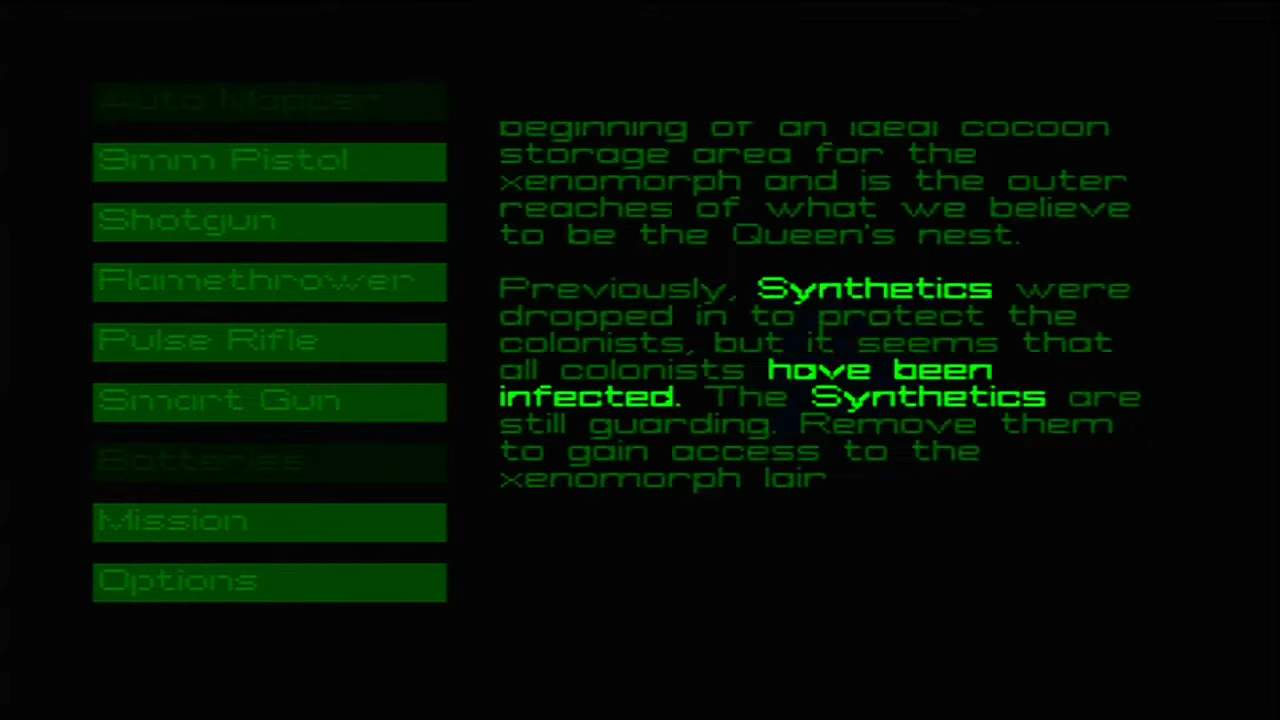 Auto Mapper
9mm Pistol
Shotgun
Flamethrower
Pulse Rifle
Smart Gun
Batteries
Mission
Options
beginning of an ideal cocoon
storage area for the
xenomorph and is the outer
reaches of what we believe
to be the Queen's nest.
Previously, Synthetics were
dropped in to protect the
colonists, but it seems that
all colonists have been
infected. The Synthetics are
still guarding. Remove them
to gain access to the
xenomorph lair